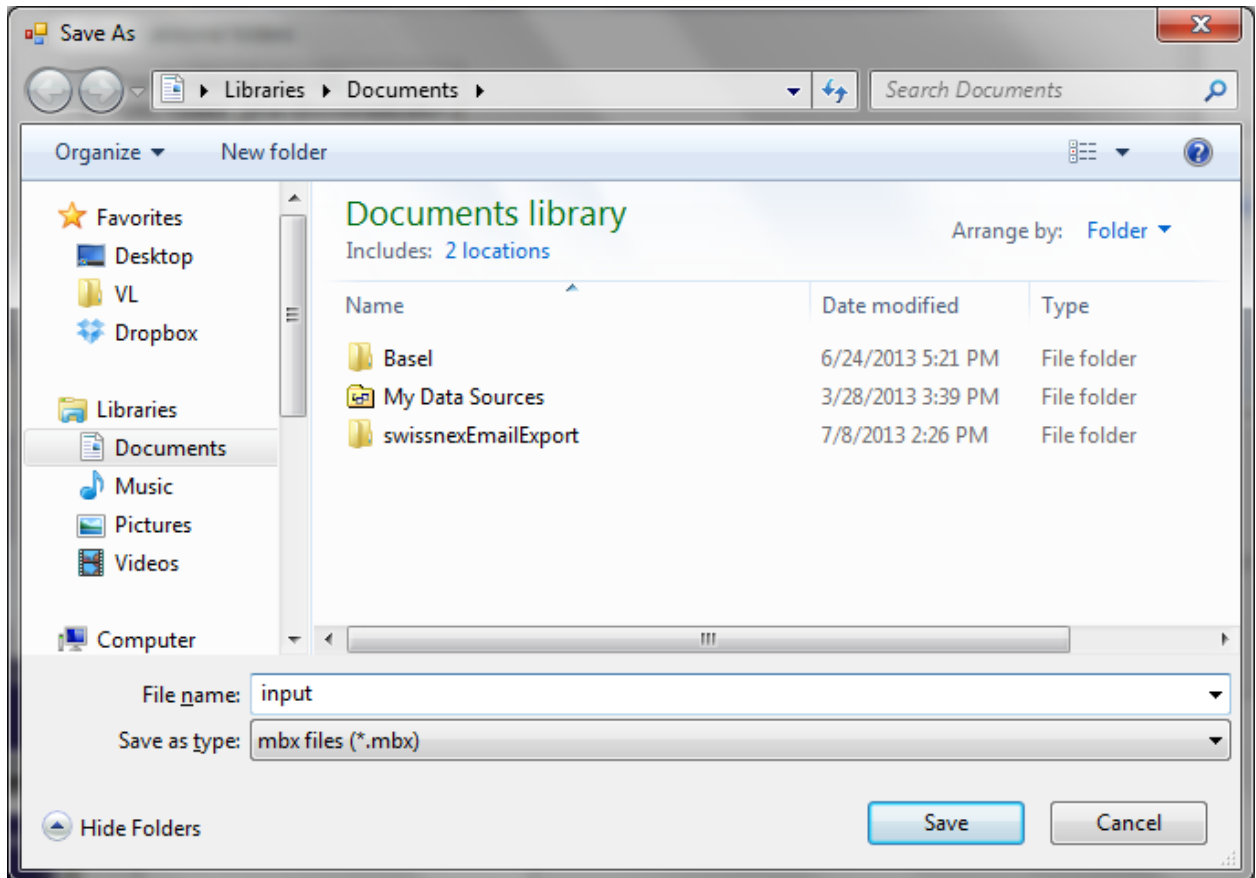 Save As
Libraries Documents Search Documents
Organize New folder
Favorites
Desktop
VL
Dropbox
Libraries
Documents
Music
Pictures
Videos
Computer
Documents library
Includes: 2 locations
Arrange by: Folder
Name Date modified Type
Basel 6/24/2013 5:21 PM File folder
My Data Sources 3/28/2013 3:39 PM File folder
swissnexEmailExport 7/8/2013 2:26 PM File folder
File name: input
Save as type: mbx files (*.mbx)
Hide Folders Save Cancel